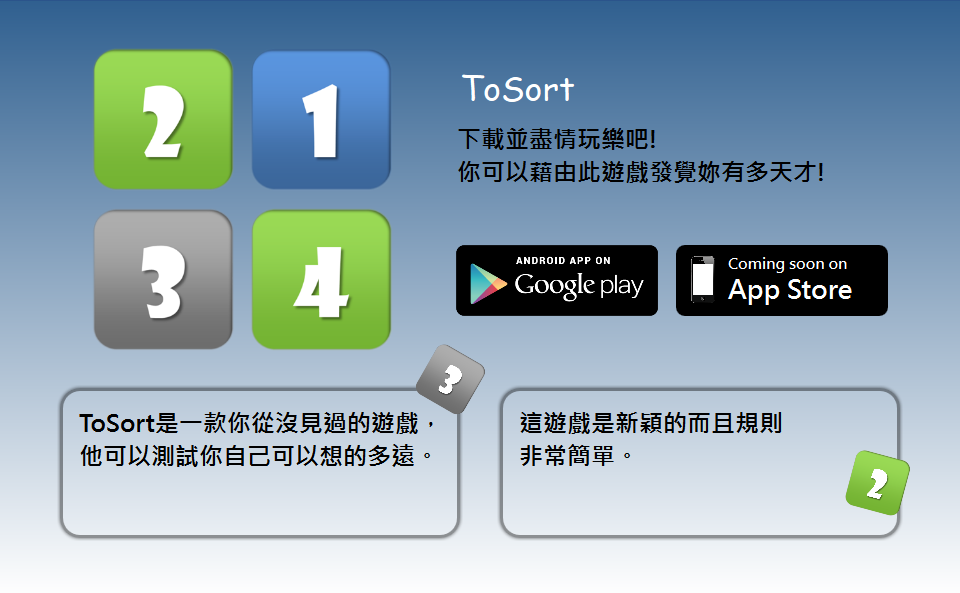 2
1
3
4
ToSort
下載並盡情玩樂吧!
你可以藉由此遊戲發覺妳有多天才!
ANDROID APP ON
Google play
Coming soon on
App Store
3
ToSort是一款你從沒見過的遊戲，
他可以測試你自己可以想的多遠。
這遊戲是新穎的而且規則
非常簡單。
2